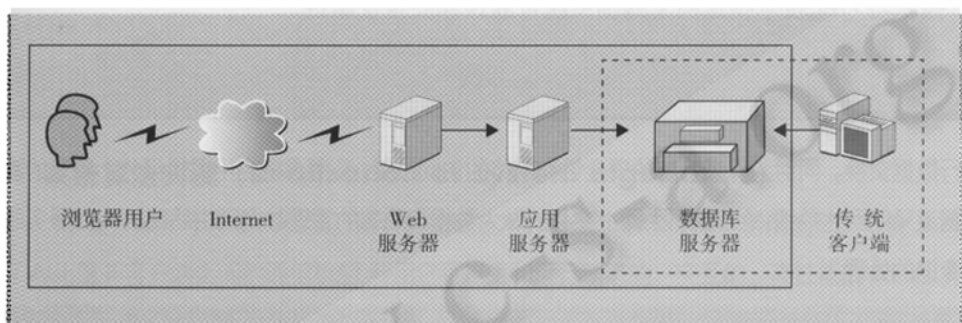 浏览器用户
Internet
Web
服务器
应用
服务器
数据库
服务器
传 统
客户端
c-s-a.org